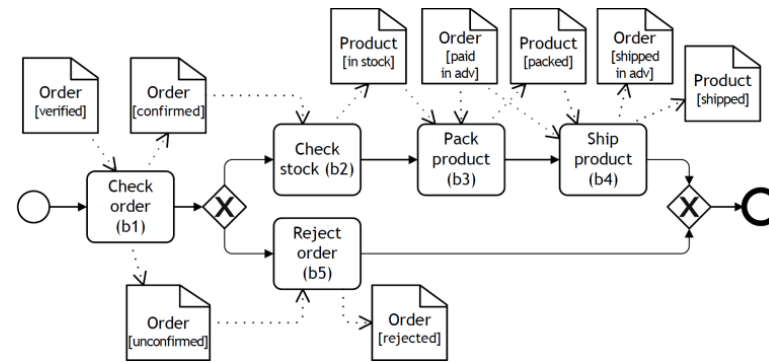 Product
[in stock]
Order
[paid
in adv]
Product
[packed]
Order
[shipped
in adv]
Product
[shipped]
Order
[verified]
Order
[confirmed]
Check
stock (b2)
Pack
product
(b3)
Ship
product
(b4)
Check
order
(b1)
X
X
Reject
order
(b5)
Order
[unconfirmed]
Order
[rejected]